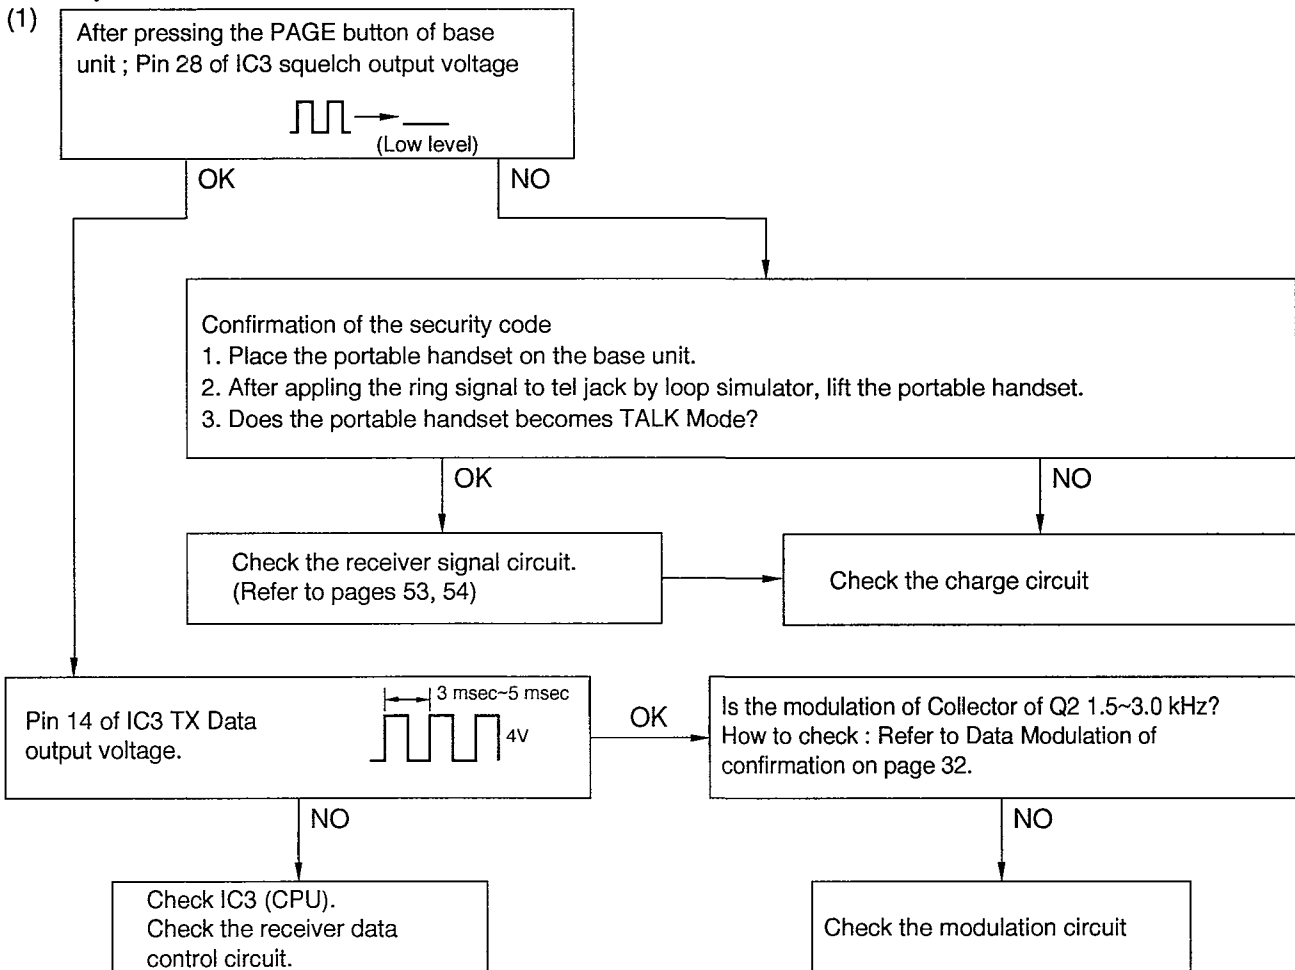 (1)
After pressing the PAGE button of base
unit ; Pin 28 of IC3 squelch output voltage
(Low level)
OK
NO
Confirmation of the security code
1. Place the portable handset on the base unit.
2. After appling the ring signal to tel jack by loop simulator, lift the portable handset.
3. Does the portable handset becomes TALK Mode?
OK
NO
Check the receiver signal circuit.
(Refer to pages 53, 54)
Check the charge circuit
Pin 14 of IC3 TX Data
output voltage.
3 msec~5 msec
4V
OK
Is the modulation of Collector of Q2 1.5~3.0 kHz?
How to check : Refer to Data Modulation of
confirmation on page 32.
NO
NO
Check IC3 (CPU).
Check the receiver data
control circuit.
Check the modulation circuit